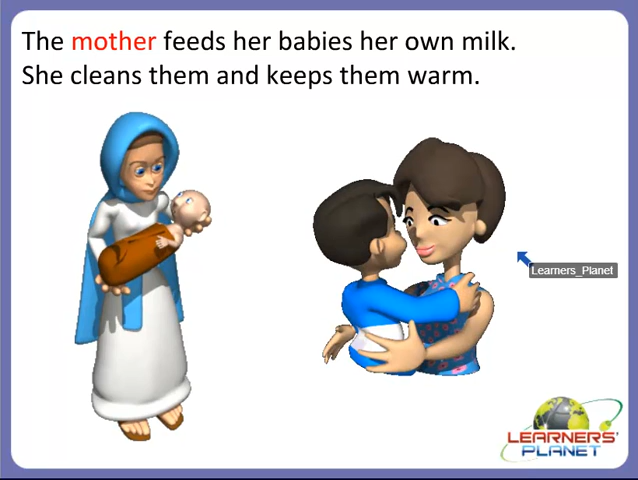 The mother feeds her babies her own milk.
She cleans them and keeps them warm.
Learners_Planet
LEARNERS'
PLANET